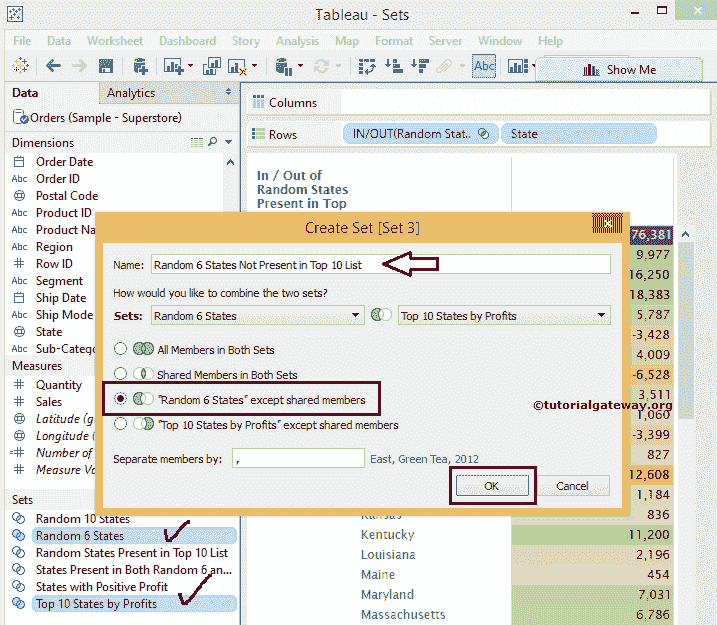 Tableau - Sets
File Data Worksheet Dashboard Story Analysis Map Format Server Window Help
Abc
Show Me
Data
Analytics
Orders (Sample - Superstore)
Dimensions
Order Date
Abc Order ID
Postal Code
Abc Product ID
Abc Product Na
Abc Region
# Row ID
Abc Segment
Ship Date
Abc Ship Mode
State
Abc Sub-Catego
Measures
# Quantity
# Sales
Latitude (g
Longitude (
=# Number of
# Measure Va
Sets
Random 10 States
Random 6 States
Random States Present in Top 10 List
States Present in Both Random 6 an...
States with Positive Profit
Top 10 States by Profits
Columns
Rows
IN/OUT(Random Stat..
State
In / Out of
Random States
Present in Top
Create Set [Set 3]
Name: Random 6 States Not Present in Top 10 List
How would you like to combine the two sets?
Sets: Random 6 States
Top 10 States by Profits
All Members in Both Sets
Shared Members in Both Sets
"Random 6 States" except shared members
"Top 10 States by Profits" except shared members
Separate members by: , East, Green Tea, 2012
OK
Cancel
76,381
9,977
16,250
18,383
5,787
-3,428
4,009
-6,528
3,511
©tutorialgateway.org
1,060
-3,399
827
12,608
1,184
Kansas 836
Kentucky 11,200
Louisiana 2,196
Maine 454
Maryland 7,031
Massachusetts 6,786